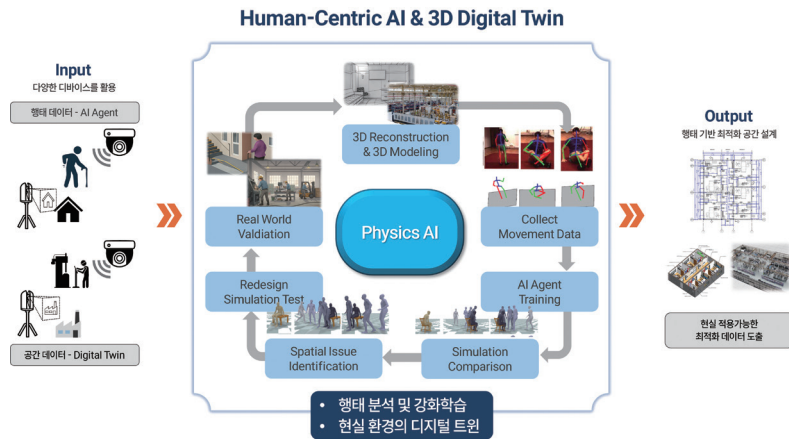 Human-Centric AI & 3D Digital Twin
Input
다양한 디바이스를 활용
행태 데이터 - AI Agent
공간 데이터 - Digital Twin
3D Reconstruction
& 3D Modeling
Collect
Movement Data
AI Agent
Training
Simulation
Comparison
Spatial Issue
Identification
Redesign
Simulation Test
Real World
Valdiation
Physics AI
• 행태 분석 및 강화학습
• 현실 환경의 디지털 트윈
Output
행태 기반 최적화 공간 설계
현실 적용가능한
최적화 데이터 도출